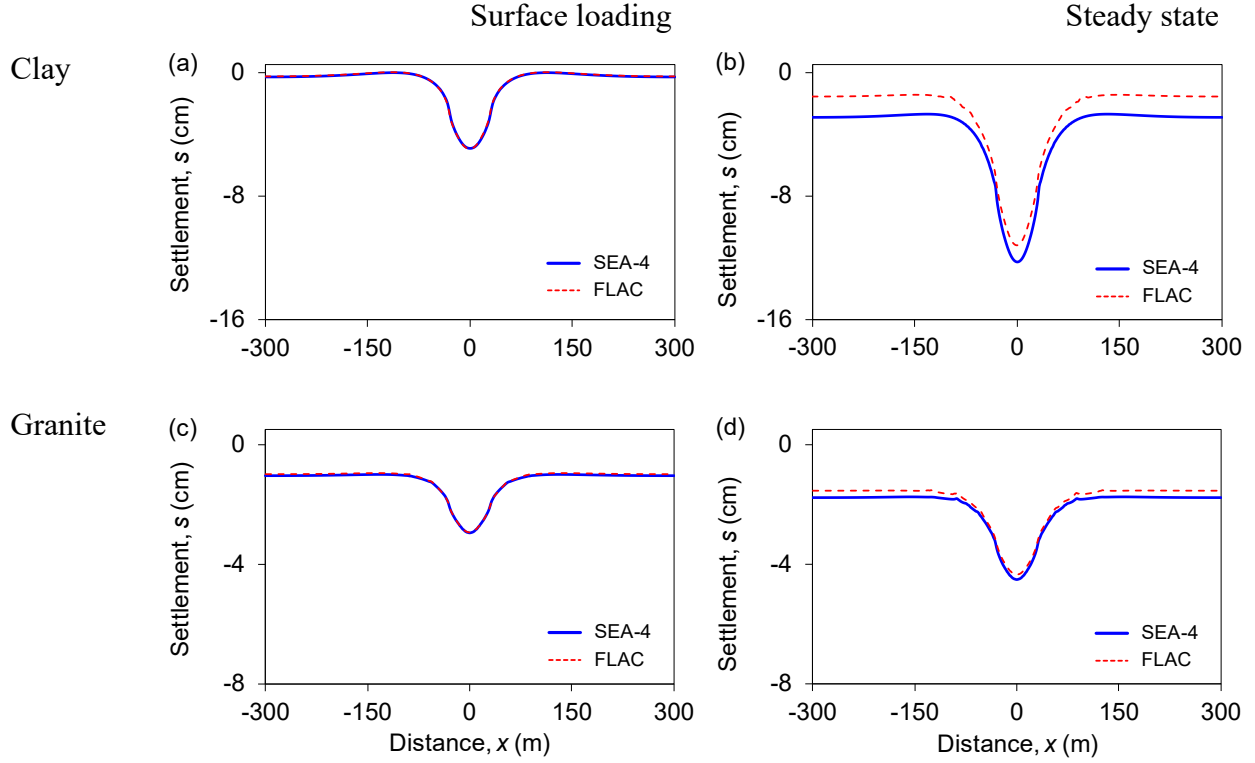 Surface loading
Steady state
Clay
(a)
0
-8
-16
Settlement, s (cm)
SEA-4
FLAC
-300
-150
0
150
300
(b)
0
-8
-16
Settlement, s (cm)
SEA-4
FLAC
-300
-150
0
150
300
Granite
(c)
0
-4
-8
Settlement, s (cm)
SEA-4
FLAC
-300
-150
0
150
300
Distance, x (m)
(d)
0
-4
-8
Settlement, s (cm)
SEA-4
FLAC
-300
-150
0
150
300
Distance, x (m)